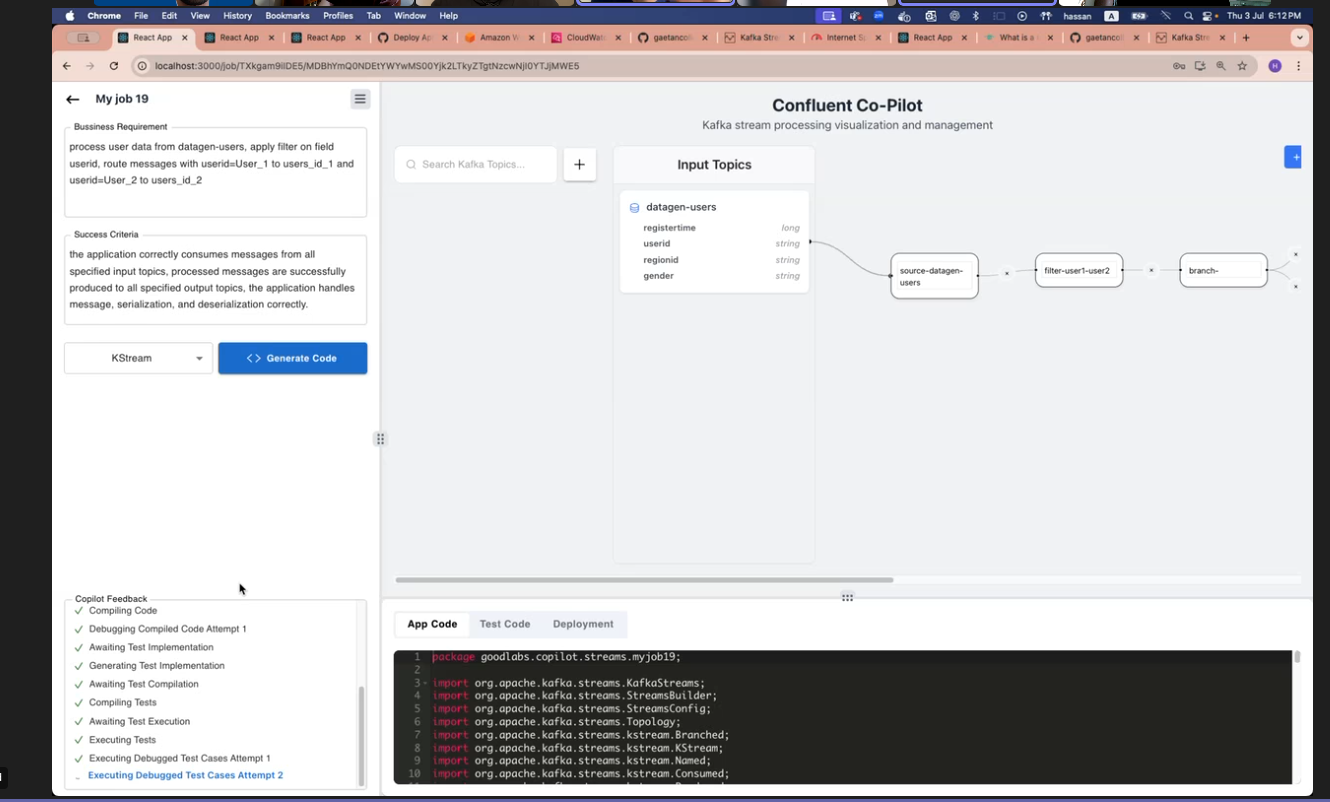 Chrome File Edit View History Bookmarks Profiles Tab Window Help
hassan A Thu 3 Jul 6:12PM
React App
React App
React App
Deploy Ap
Amazon
CloudWat
gaetancol
Kafka Stre
Internet S
React App
What is a
gaetancol
Kafka Stre
My job 19
Bussiness Requirement
process user data from datagen-users, apply filter on field
userid, route messages with userid=User_1 to users_id_1 and
userid=User_2 to users_id_2
Success Criteria
the application correctly consumes messages from all
specified input topics, processed messages are successfully
produced to all specified output topics, the application handles
message, serialization, and deserialization correctly.
KStream
<> Generate Code
Copilot Feedback
Compiling Code
Debugging Compiled Code Attempt 1
Awaiting Test Implementation
Generating Test Implementation
Awaiting Test Compilation
Compiling Tests
Awaiting Test Execution
Executing Tests
Executing Debugged Test Cases Attempt 1
Executing Debugged Test Cases Attempt 2
Confluent Co-Pilot
Kafka stream processing visualization and management
Search Kafka Topics...
+
Input Topics
datagen-users
registertime long
userid string
regionid string
gender string
source-datagen-
users
filter-user1-user2
branch-
+
App Code Test Code Deployment
1 package goodlabs.copilot.streams.myjob19;
2
3 import org.apache.kafka.streams.KafkaStreams;
4 import org.apache.kafka.streams.StreamsBuilder;
5 import org.apache.kafka.streams.StreamsConfig;
6 import org.apache.kafka.streams.Topology;
7 import org.apache.kafka.streams.kstream.Branched;
8 import org.apache.kafka.streams.kstream.KStream;
9 import org.apache.kafka.streams.kstream.Named;
10 import org.apache.kafka.streams.kstream.Consumed;